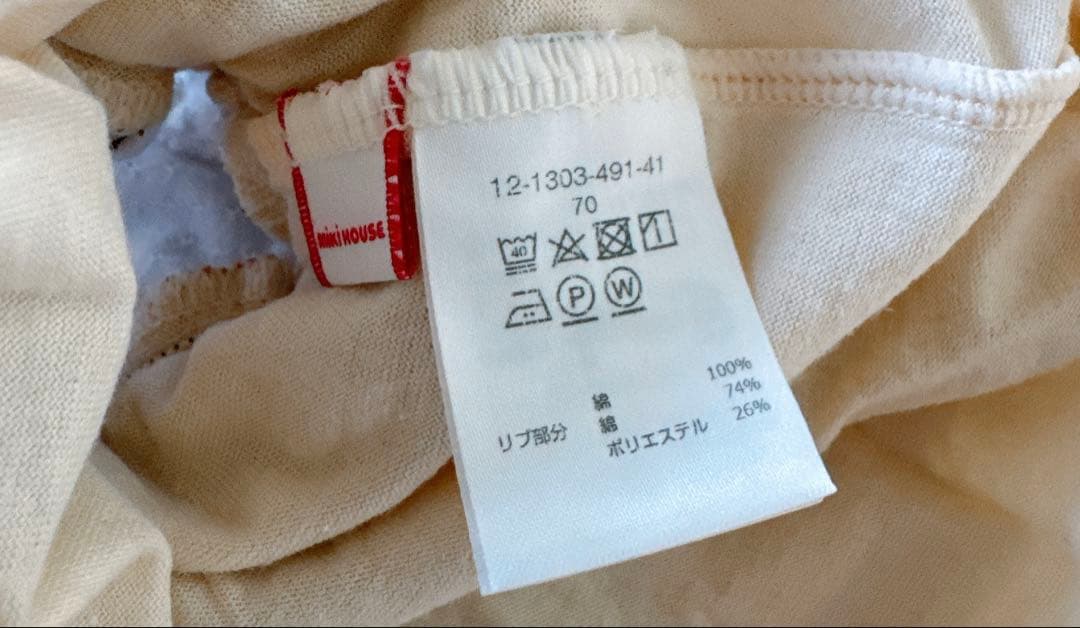 miki HOUSE
12-1303-491-41
70
40
P W
綿 100%
リブ部分 綿 74%
ポリエステル 26%